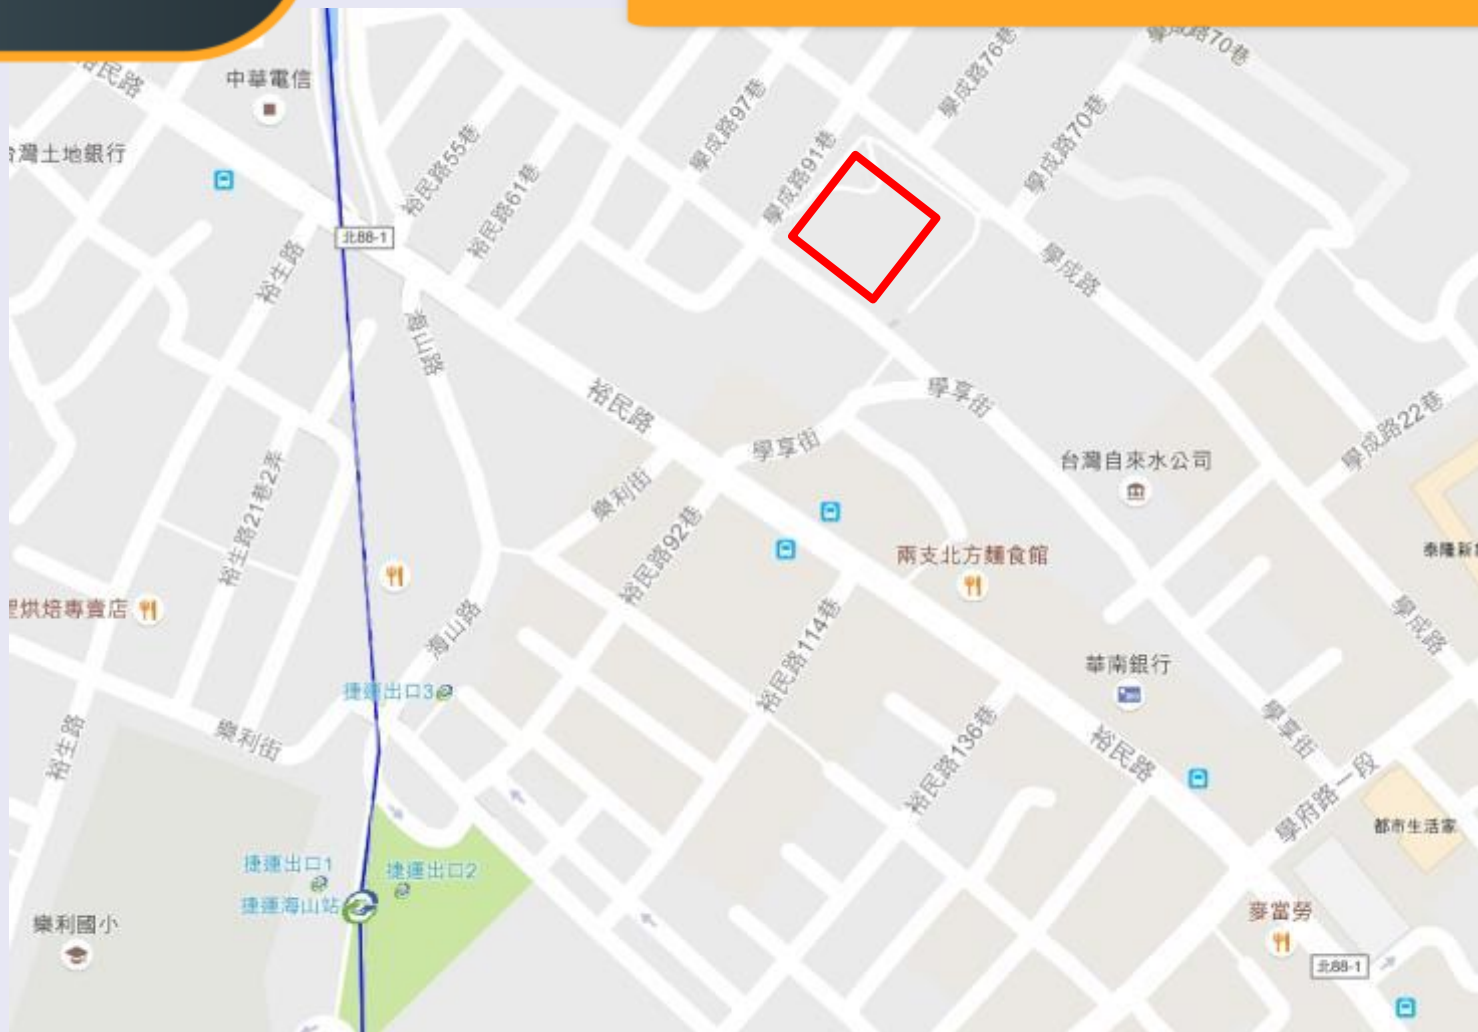 裕民路
中華電信
台灣土地銀行
裕民路55巷
裕民路61巷
學成路97巷
學成路91巷
學成路76巷
學成路70巷
學成路70巷
北88-1
裕生路
海山路
學成路
裕民路
樂利街
學享街
學享街
台灣自來水公司
學成路22巷
裕生路21巷2弄
裕民路92巷
兩支北方麵食館
泰隆新
烘焙專賣店
海山路
裕民路114巷
學成路
華南銀行
捷運出口3
裕生路
樂利街
裕民路136巷
裕民路
學享街
學府路一段
都市生活家
捷運出口1
捷運出口2
捷運海山站
樂利國小
麥當勞
北88-1